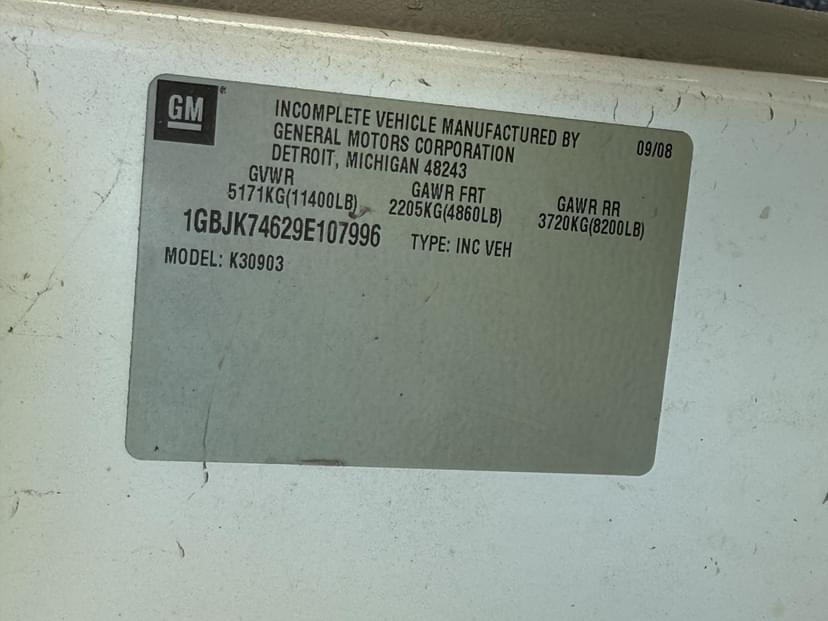 GM
INCOMPLETE VEHICLE MANUFACTURED BY
GENERAL MOTORS CORPORATION
DETROIT, MICHIGAN 48243
09/08
GVWR GAWR FRT GAWR RR
5171KG(11400LB) 2205KG(4860LB) 3720KG(8200LB)
1GBJK74629E107996 TYPE: INC VEH
MODEL: K30903